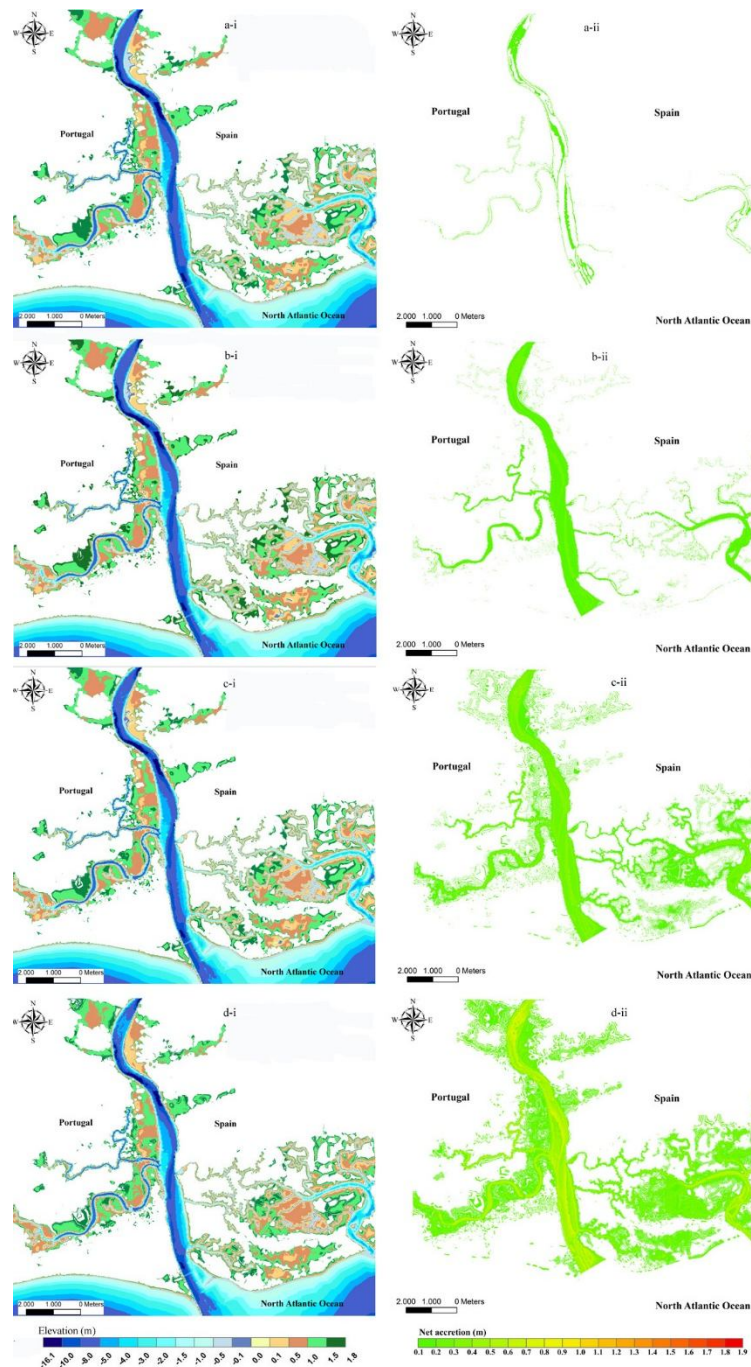 a-i
N
W E
S
Portugal
Spain
2.000 1.000 0 Meters
North Atlantic Ocean
a-ii
N
W E
S
Portugal
Spain
2.000 1.000 0 Meters
North Atlantic Ocean
b-i
N
W E
S
Portugal
Spain
2.000 1.000 0 Meters
North Atlantic Ocean
b-ii
N
W E
S
Portugal
Spain
2.000 1.000 0 Meters
North Atlantic Ocean
c-i
N
W E
S
Portugal
Spain
2.000 1.000 0 Meters
North Atlantic Ocean
c-ii
N
W E
S
Portugal
Spain
2.000 1.000 0 Meters
North Atlantic Ocean
d-i
N
W E
S
Portugal
Spain
2.000 1.000 0 Meters
North Atlantic Ocean
d-ii
N
W E
S
Portugal
Spain
2.000 1.000 0 Meters
North Atlantic Ocean
Elevation (m)
-16.1 -10.0 -8.0 -4.0 -3.0 -2.0 -1.5 -1.0 -0.5 -0.1 0.0 0.1 0.5 1.0 1.5 1.8
Net accretion (m)
0.1 0.2 0.3 0.4 0.5 0.6 0.7 0.8 0.9 1.0 1.1 1.2 1.3 1.4 1.5 1.6 1.7 1.8 1.9